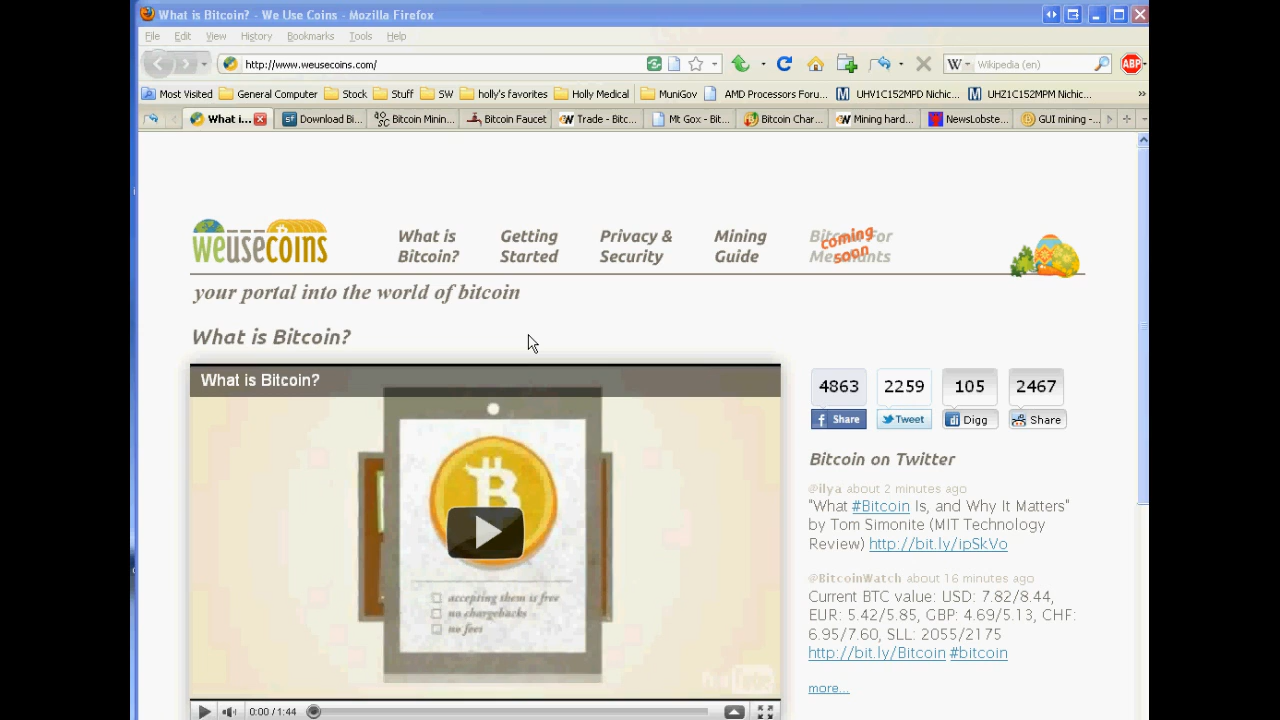 What is Bitcoin? - We Use Coins - Mozilla Firefox
File Edit View History Bookmarks Tools Help
http://www.weusecoins.com/
W Wikipedia (en)
ABP
Most Visited General Computer Stock Stuff SW holly's favorites Holly Medical MuniGov AMD Processors Foru... UHV1C152MPD Nichic... UHZ1C152MPM Nichic... »
What i... Download Bi... Bitcoin Minin... Bitcoin Faucet Trade - Bitc... Mt Gox - Bit... Bitcoin Char... Mining hard... NewsLobste... GUI mining -...
weusecoins
What is Bitcoin?
Getting Started
Privacy & Security
Mining Guide
Bitcoin For Merchants
coming soon
your portal into the world of bitcoin
What is Bitcoin?
What is Bitcoin?
accepting them is free
no chargebacks
no fees
0:00 / 1:44
4863 2259 105 2467
Share Tweet Digg Share
Bitcoin on Twitter
@ilya about 2 minutes ago
"What #Bitcoin Is, and Why It Matters"
by Tom Simonite (MIT Technology
Review) http://bit.ly/ipSkVo
@BitcoinWatch about 16 minutes ago
Current BTC value: USD: 7.82/8.44,
EUR: 5.42/5.85, GBP: 4.69/5.13, CHF:
6.95/7.60, SLL: 2055/2175
http://bit.ly/Bitcoin #bitcoin
more...